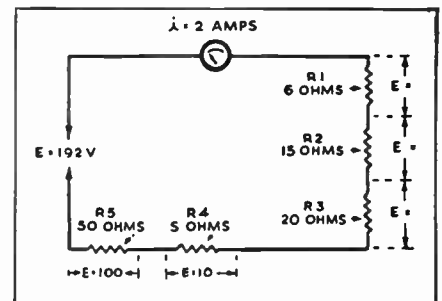 i = 2 AMPS
R1
6 OHMS
E =
R2
15 OHMS
E =
R3
20 OHMS
E =
E = 192 V
R5
50 OHMS
R4
5 OHMS
E=100
E=10